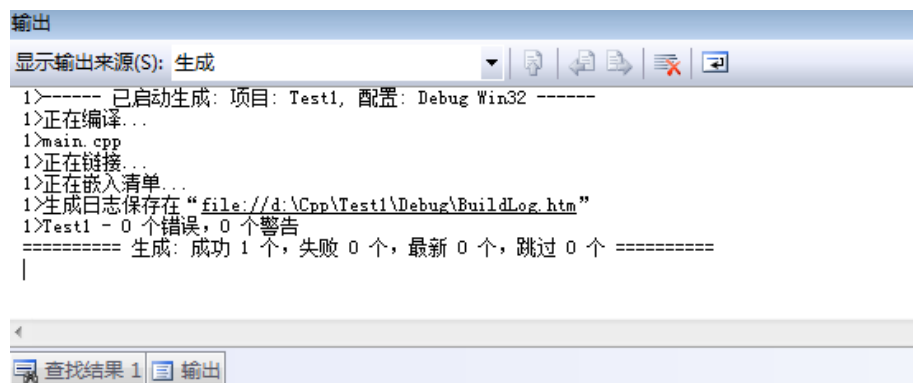 输出
显示输出来源(S): 生成
1>------ 已启动生成: 项目: Test1, 配置: Debug Win32 ------
1>正在编译...
1>main.cpp
1>正在链接...
1>正在嵌入清单...
1>生成日志保存在“file://d:\Cpp\Test1\Debug\BuildLog.htm”
1>Test1 - 0 个错误，0 个警告
========== 生成: 成功 1 个，失败 0 个，最新 0 个，跳过 0 个 ==========
查找结果 1 输出